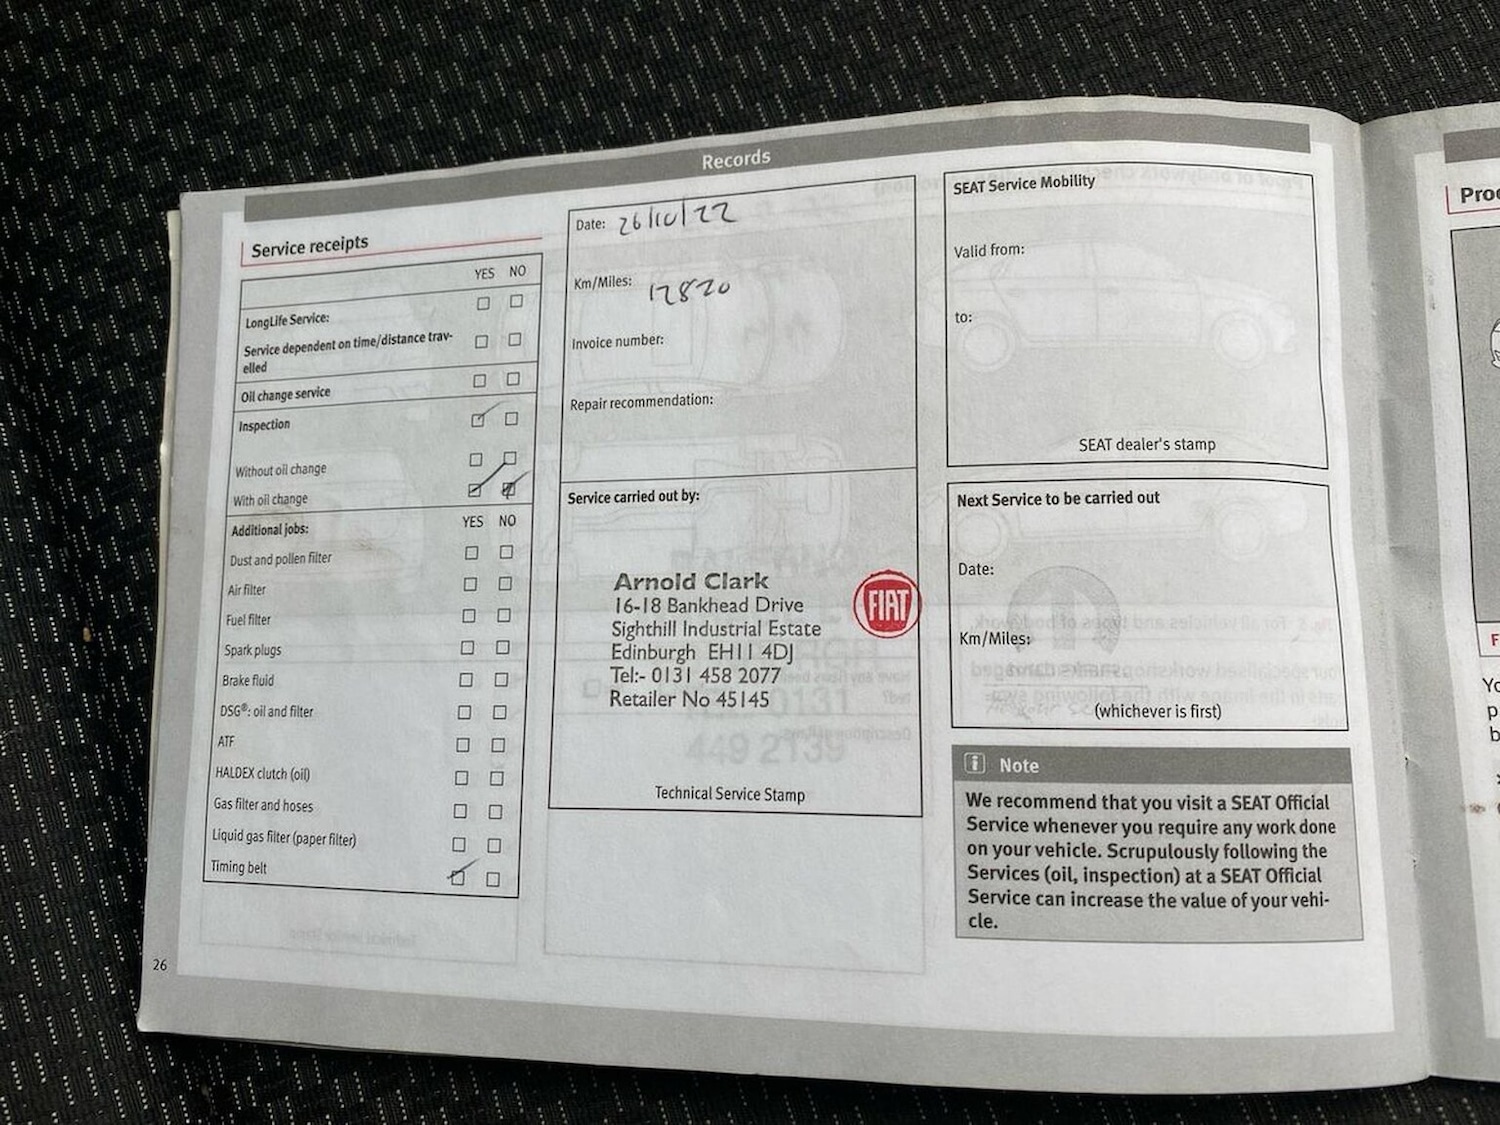 Records
Service receipts
YES NO
LongLife Service:
Service dependent on time/distance trav-
elled
Oil change service
Inspection
Without oil change
With oil change
Additional jobs: YES NO
Dust and pollen filter
Air filter
Fuel filter
Spark plugs
Brake fluid
DSG®: oil and filter
ATF
HALDEX clutch (oil)
Gas filter and hoses
Liquid gas filter (paper filter)
Timing belt
26
Date: 26/10/22
Km/Miles: 12820
Invoice number:
Repair recommendation:
Service carried out by:
Arnold Clark
16-18 Bankhead Drive
Sighthill Industrial Estate
Edinburgh EH11 4DJ
Tel:- 0131 458 2077
Retailer No 45145
FIAT
Technical Service Stamp
SEAT Service Mobility
Valid from:
to:
SEAT dealer's stamp
Next Service to be carried out
Date:
Km/Miles:
(whichever is first)
i Note
We recommend that you visit a SEAT Official
Service whenever you require any work done
on your vehicle. Scrupulously following the
Services (oil, inspection) at a SEAT Official
Service can increase the value of your vehi-
cle.